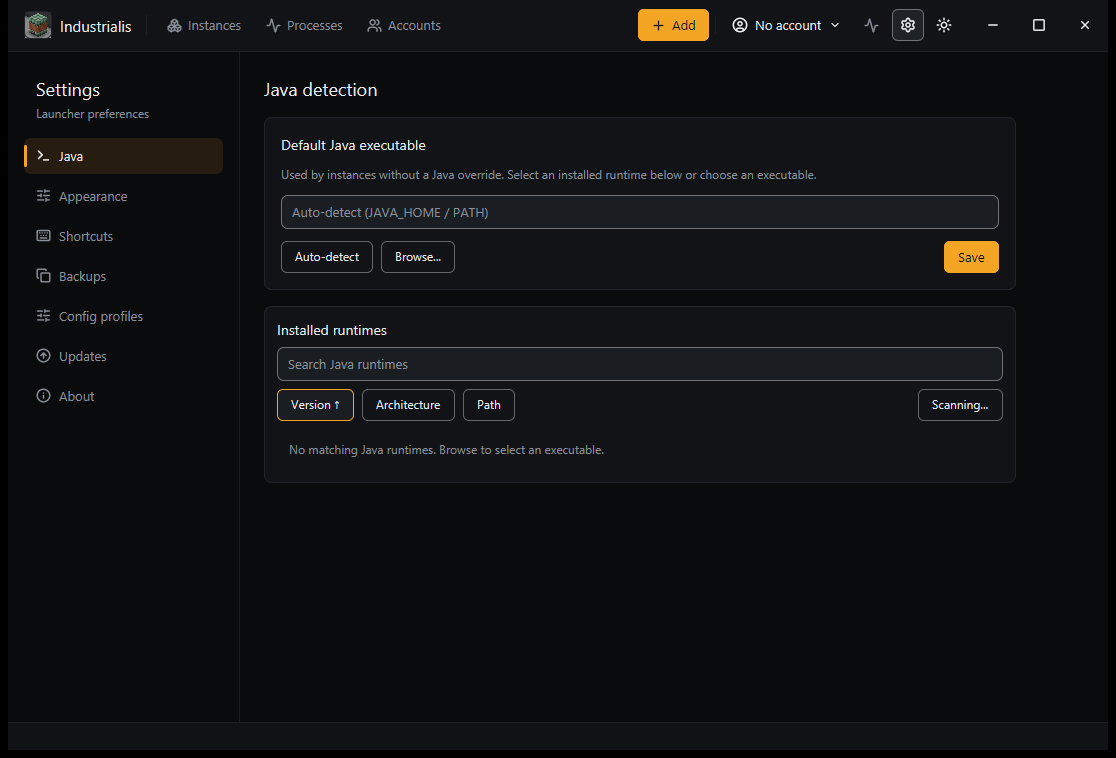 Industrialis
Instances
Processes
Accounts
+ Add
No account
Settings
Launcher preferences
Java
Appearance
Shortcuts
Backups
Config profiles
Updates
About
Java detection
Default Java executable
Used by instances without a Java override. Select an installed runtime below or choose an executable.
Auto-detect (JAVA_HOME / PATH)
Auto-detect
Browse...
Save
Installed runtimes
Search Java runtimes
Version ↑
Architecture
Path
Scanning...
No matching Java runtimes. Browse to select an executable.